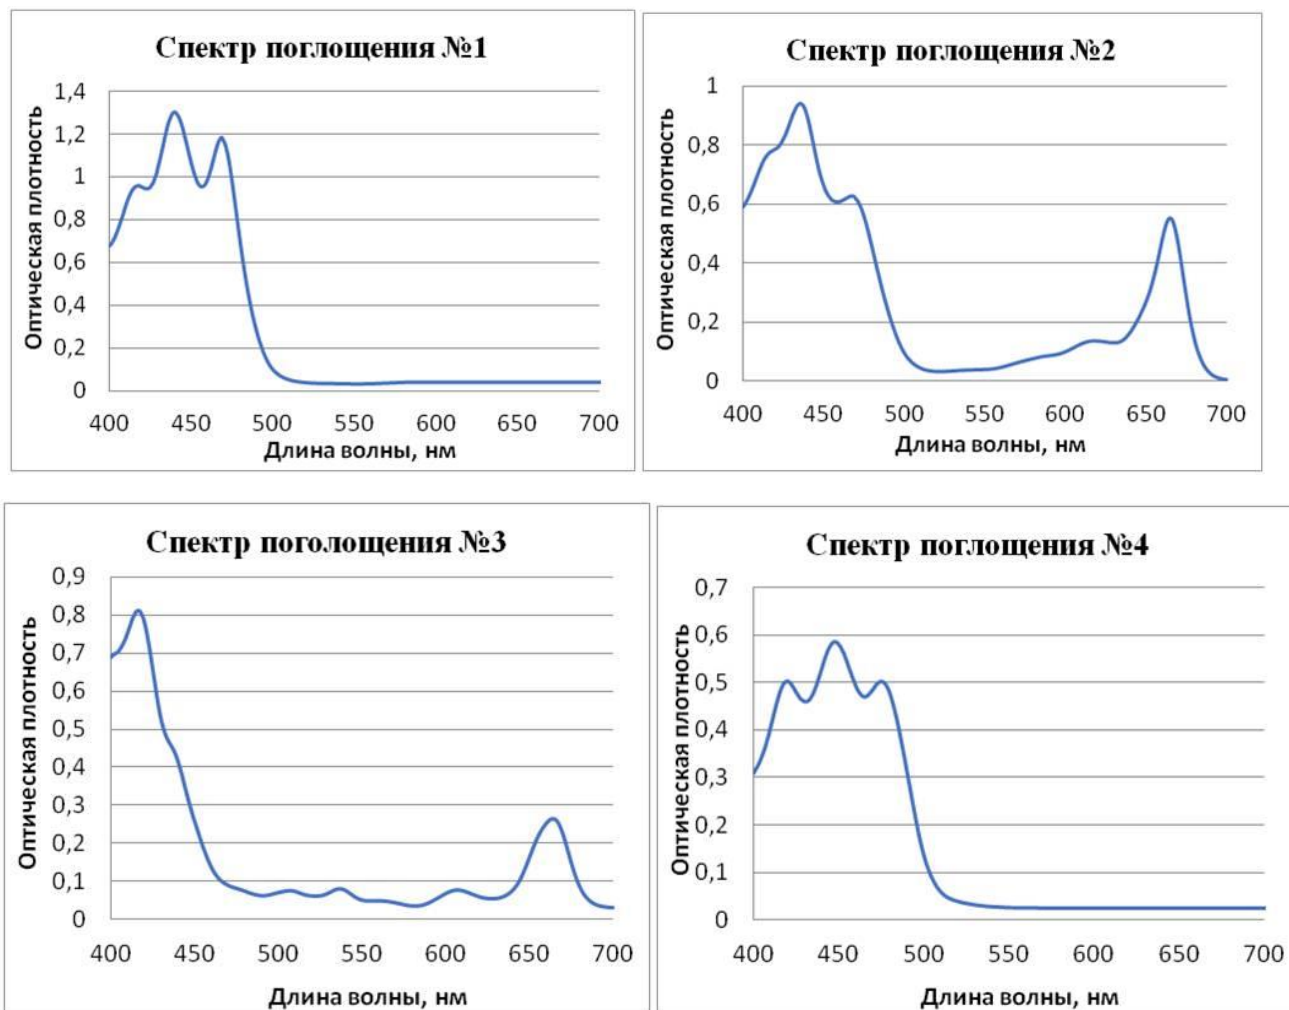 Спектр поглощения №1
Оптическая плотность
1,4
1,2
1
0,8
0,6
0,4
0,2
0
400 450 500 550 600 650 700
Длина волны, нм
Спектр поглощения №2
Оптическая плотность
1
0,8
0,6
0,4
0,2
0
400 450 500 550 600 650 700
Длина волны, нм
Спектр поголощения №3
Оптическая плотность
0,9
0,8
0,7
0,6
0,5
0,4
0,3
0,2
0,1
0
400 450 500 550 600 650 700
Длина волны, нм
Спектр поглощения №4
Оптическая плотность
0,7
0,6
0,5
0,4
0,3
0,2
0,1
0
400 450 500 550 600 650 700
Длина волны, нм